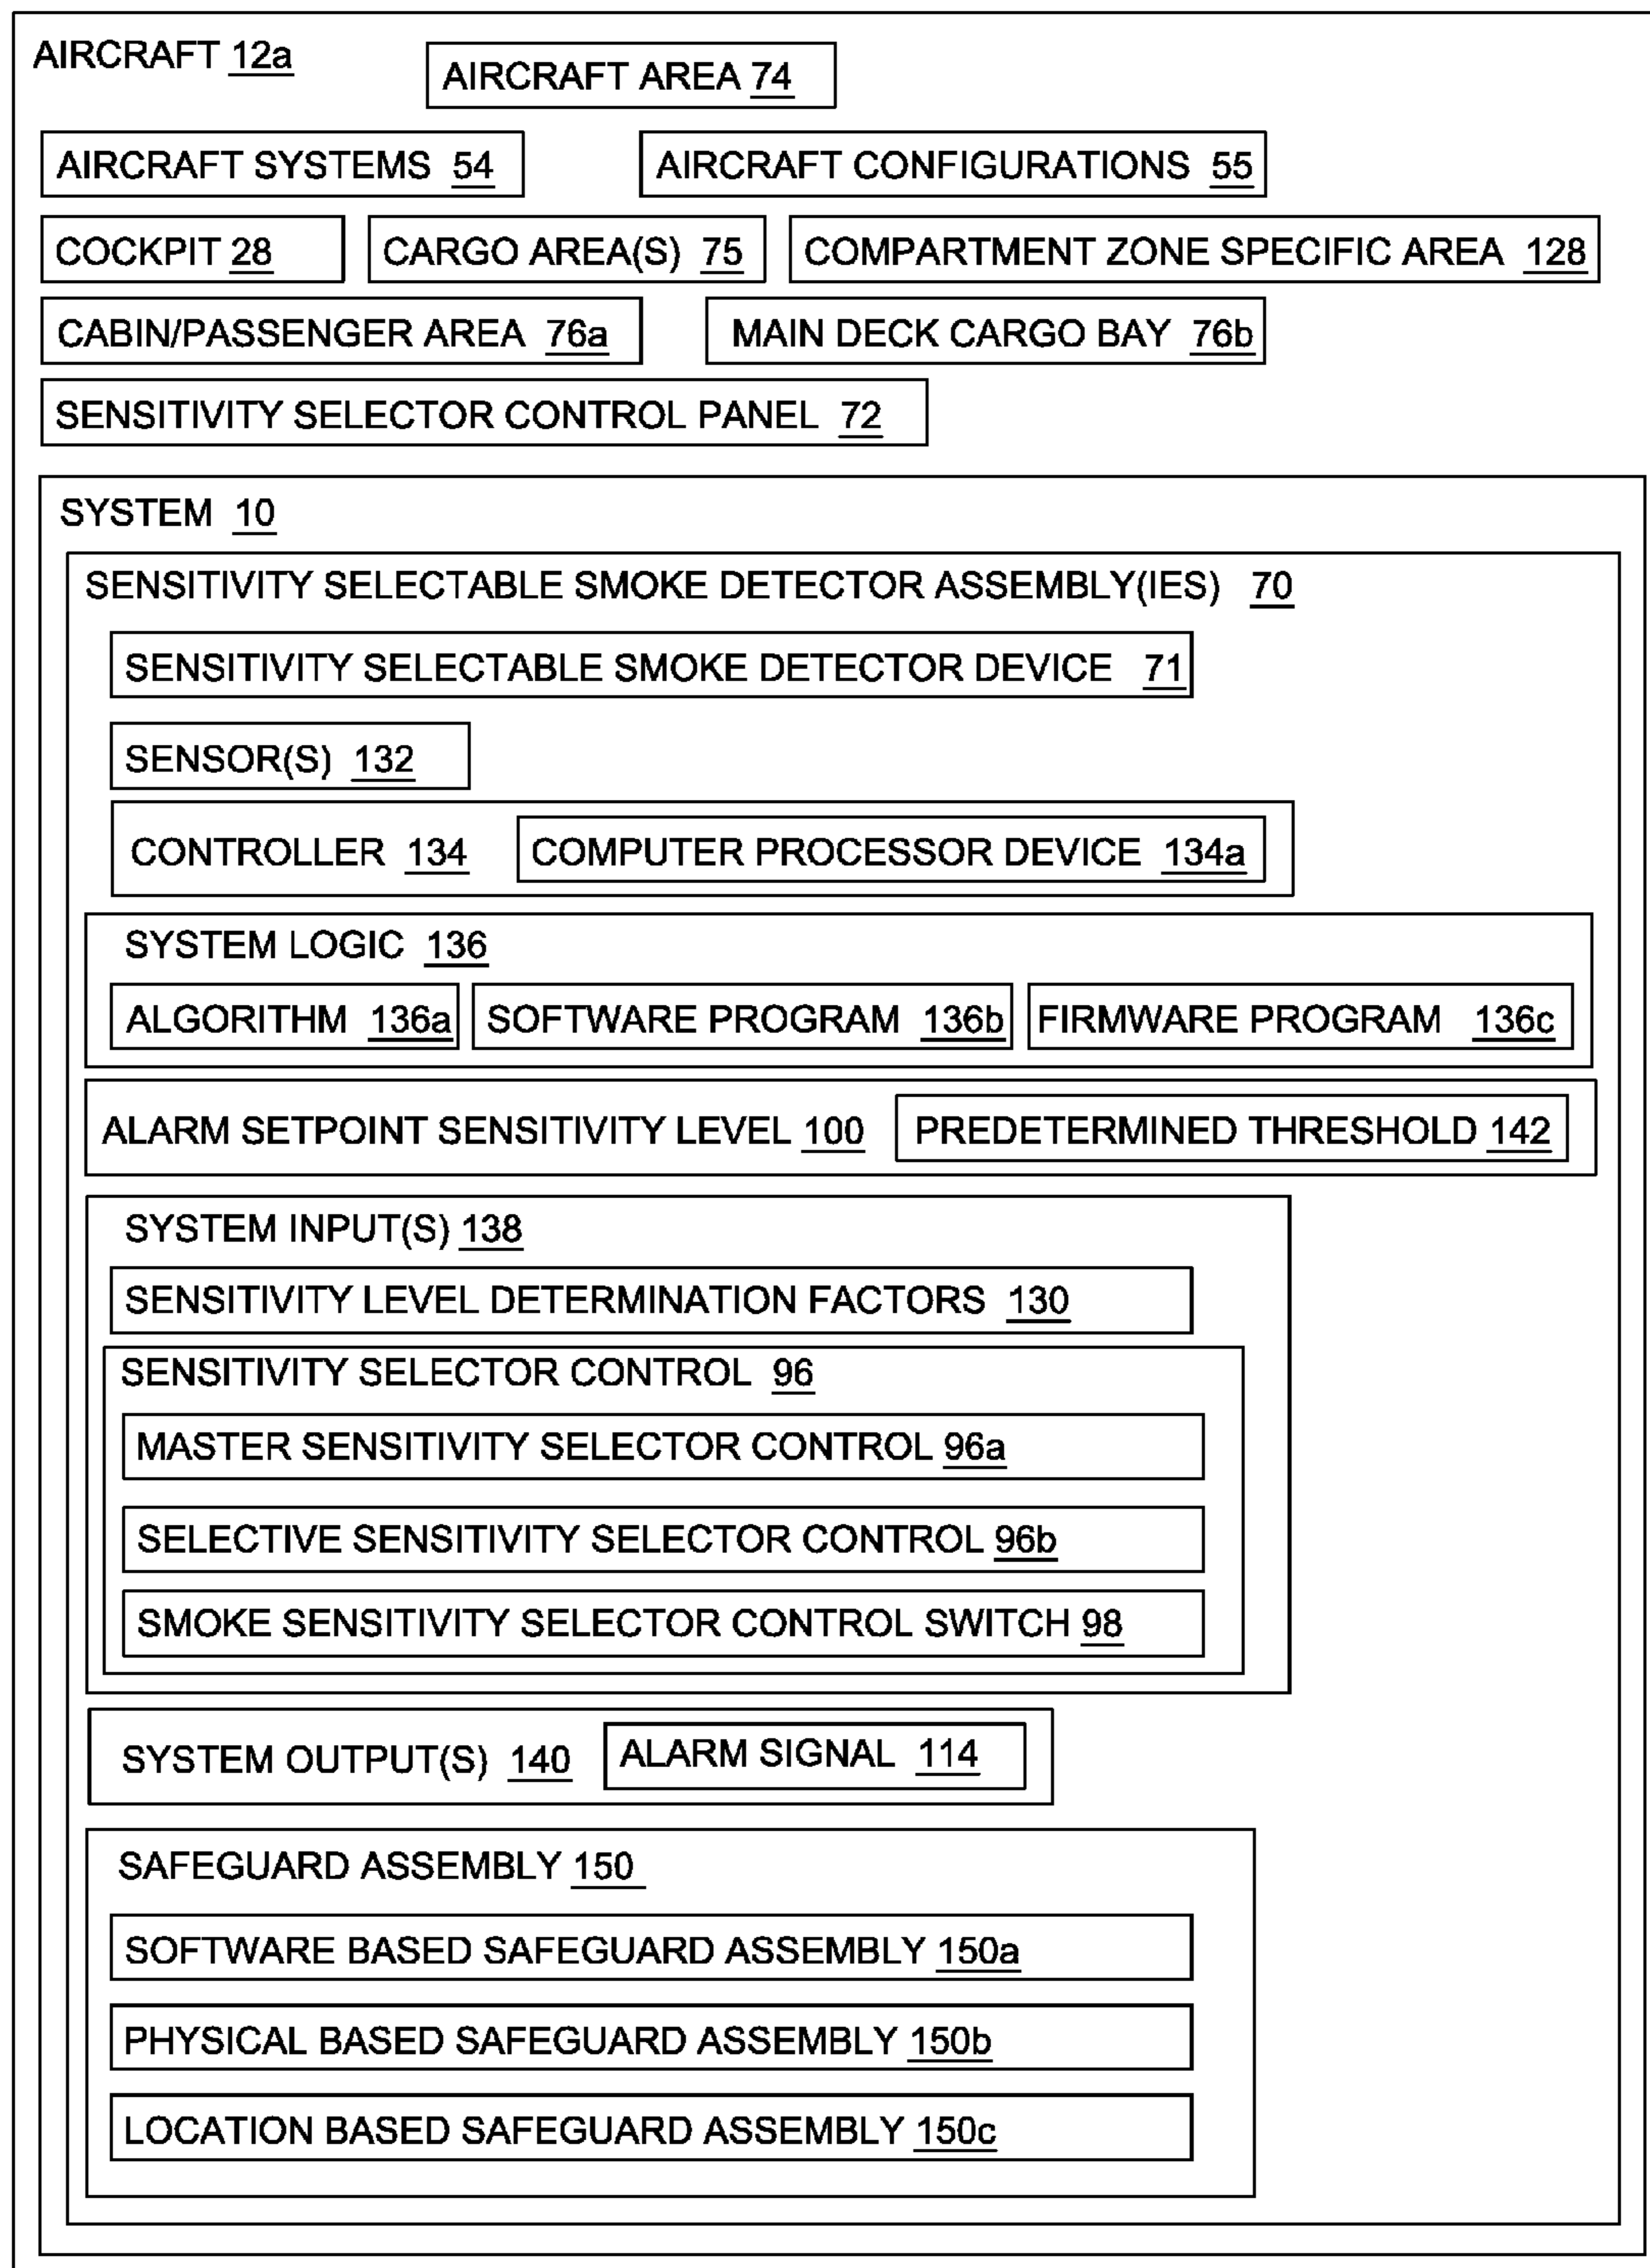 AIRCRAFT 12a
AIRCRAFT AREA 74
AIRCRAFT SYSTEMS 54
AIRCRAFT CONFIGURATIONS 55
COCKPIT 28
CARGO AREA(S) 75
COMPARTMENT ZONE SPECIFIC AREA 128
CABIN/PASSENGER AREA 76a
MAIN DECK CARGO BAY 76b
SENSITIVITY SELECTOR CONTROL PANEL 72
SYSTEM 10
SENSITIVITY SELECTABLE SMOKE DETECTOR ASSEMBLY(IES) 70
SENSITIVITY SELECTABLE SMOKE DETECTOR DEVICE 71
SENSOR(S) 132
CONTROLLER 134
COMPUTER PROCESSOR DEVICE 134a
SYSTEM LOGIC 136
ALGORITHM 136a
SOFTWARE PROGRAM 136b
FIRMWARE PROGRAM 136c
ALARM SETPOINT SENSITIVITY LEVEL 100
PREDETERMINED THRESHOLD 142
SYSTEM INPUT(S) 138
SENSITIVITY LEVEL DETERMINATION FACTORS 130
SENSITIVITY SELECTOR CONTROL 96
MASTER SENSITIVITY SELECTOR CONTROL 96a
SELECTIVE SENSITIVITY SELECTOR CONTROL 96b
SMOKE SENSITIVITY SELECTOR CONTROL SWITCH 98
SYSTEM OUTPUT(S) 140
ALARM SIGNAL 114
SAFEGUARD ASSEMBLY 150
SOFTWARE BASED SAFEGUARD ASSEMBLY 150a
PHYSICAL BASED SAFEGUARD ASSEMBLY 150b
LOCATION BASED SAFEGUARD ASSEMBLY 150c